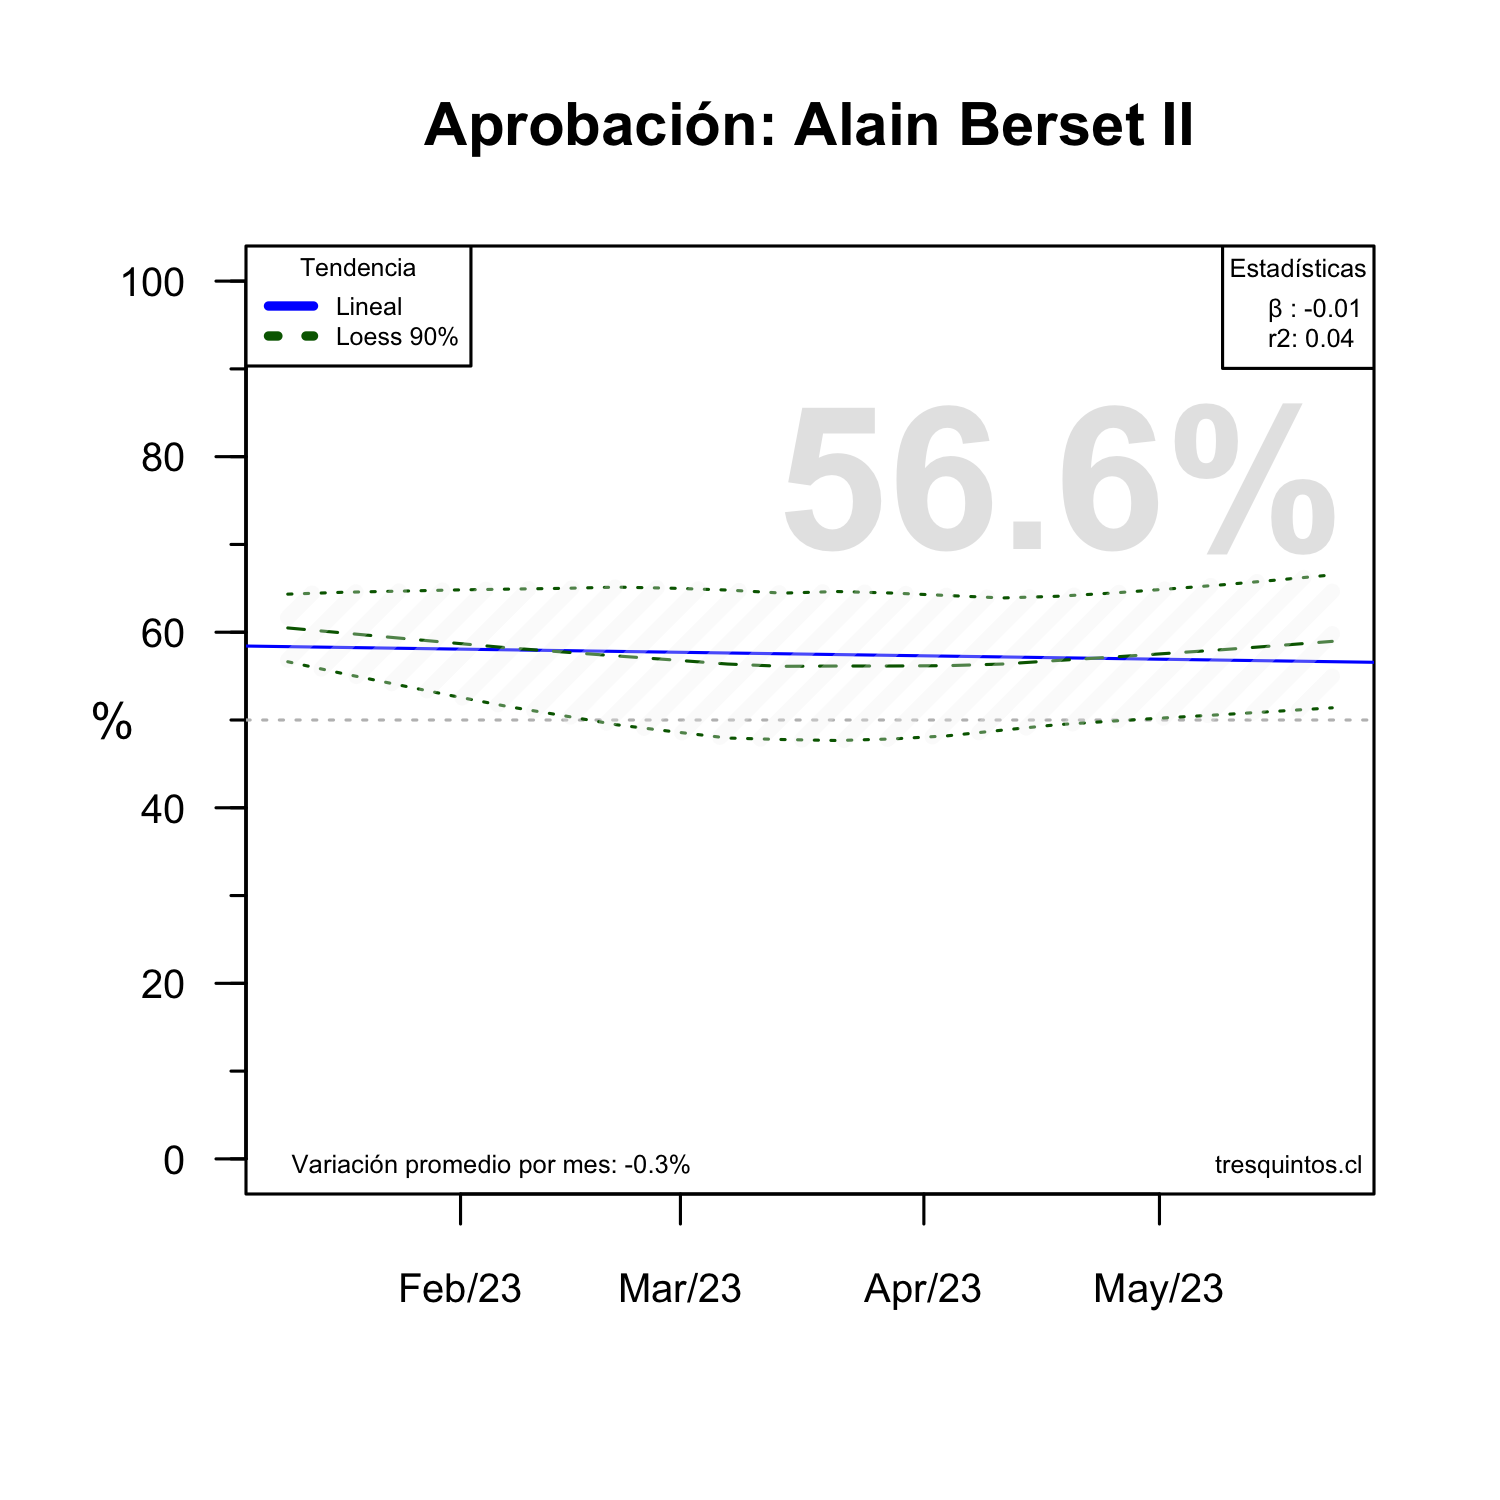 Aprobación: Alain Berset II
Tendencia
Lineal
Loess 90%
Estadísticas
β : -0.01
r2: 0.04
56.6%
100
80
60
%
40
20
0
Variación promedio por mes: -0.3%
tresquintos.cl
Feb/23 Mar/23 Apr/23 May/23